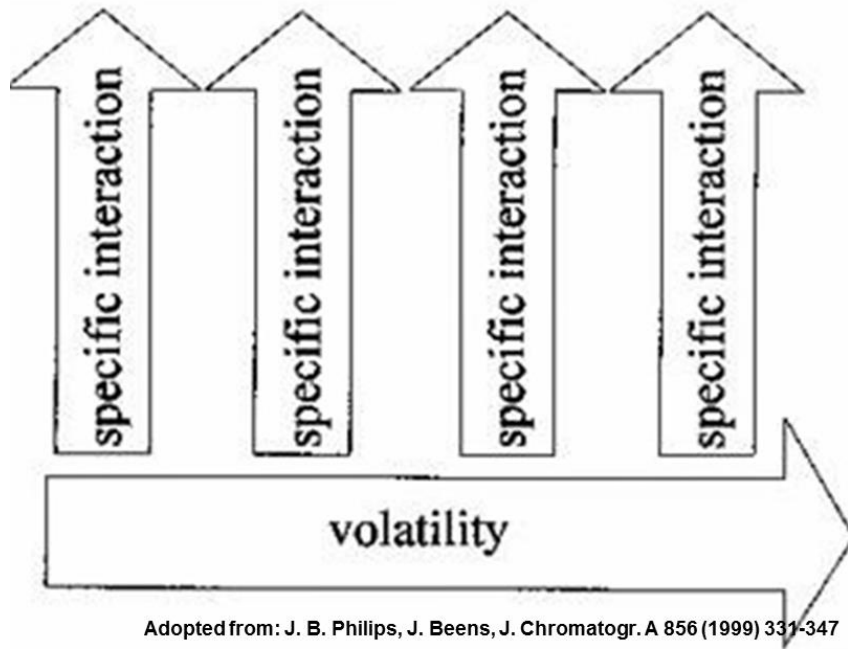 specific interaction
specific interaction
specific interaction
specific interaction
volatility
Adopted from: J. B. Philips, J. Beens, J. Chromatogr. A 856 (1999) 331-347